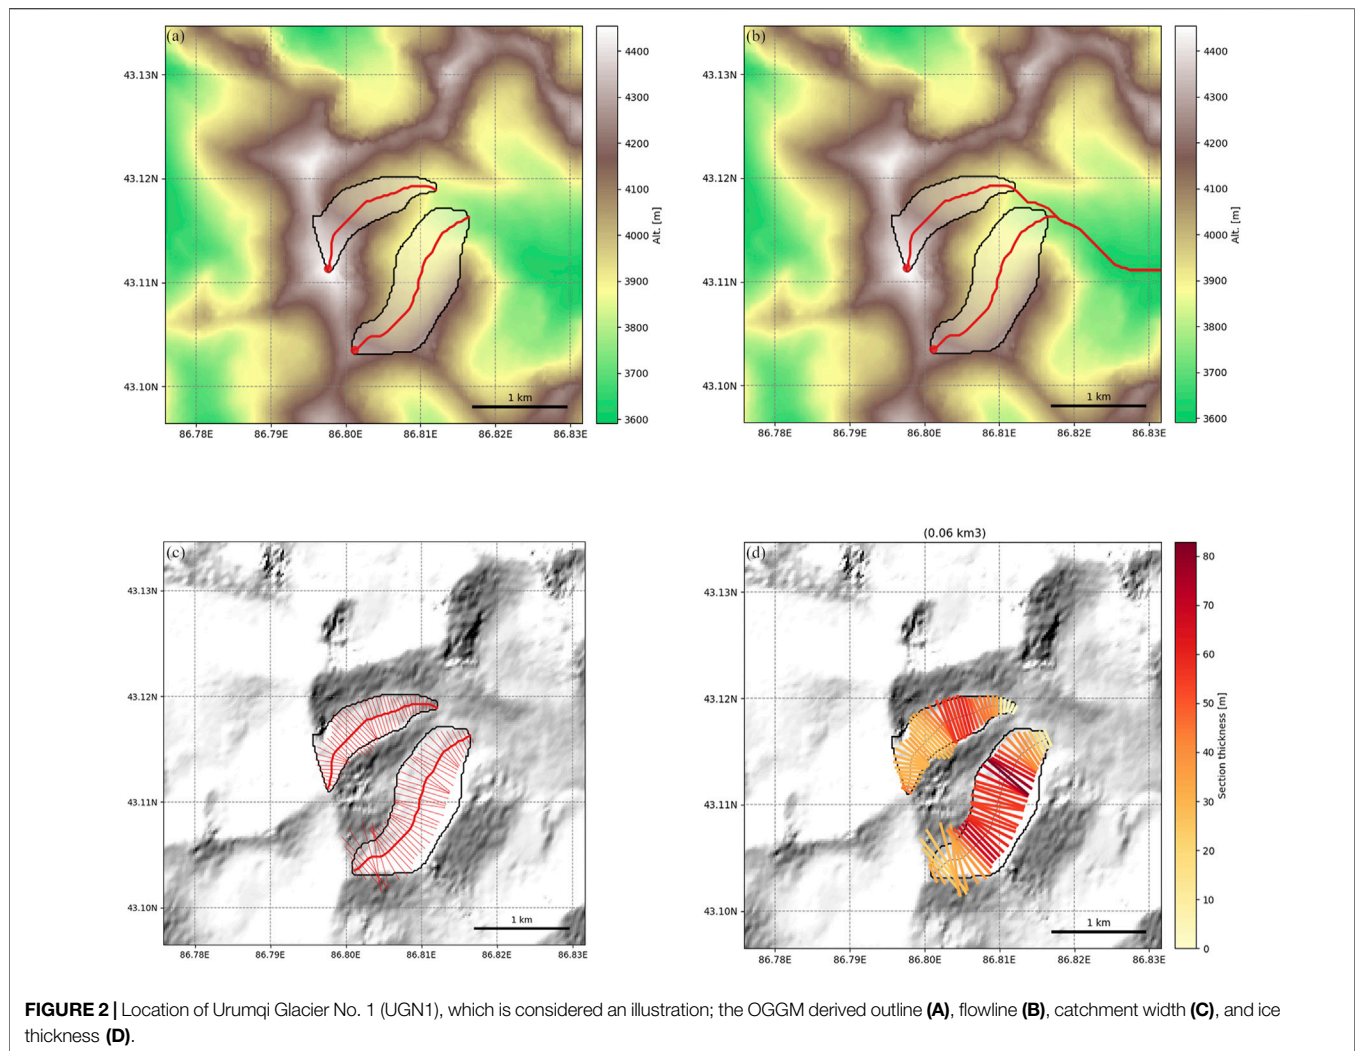 (a)
43.13N
43.12N
43.11N
43.10N
86.78E 86.79E 86.80E 86.81E 86.82E 86.83E
1 km
4400
4300
4200
4100
4000
3900
3800
3700
3600
Alt. [m]
(b)
43.13N
43.12N
43.11N
43.10N
86.78E 86.79E 86.80E 86.81E 86.82E 86.83E
1 km
4400
4300
4200
4100
4000
3900
3800
3700
3600
Alt. [m]
(c)
43.13N
43.12N
43.11N
43.10N
86.78E 86.79E 86.80E 86.81E 86.82E 86.83E
1 km
(0.06 km3)
(d)
43.13N
43.12N
43.11N
43.10N
86.78E 86.79E 86.80E 86.81E 86.82E 86.83E
1 km
80
70
60
50
40
30
20
10
0
Section thickness [m]
FIGURE 2 | Location of Urumqi Glacier No. 1 (UGN1), which is considered an illustration; the OGGM derived outline (A), flowline (B), catchment width (C), and ice
thickness (D).